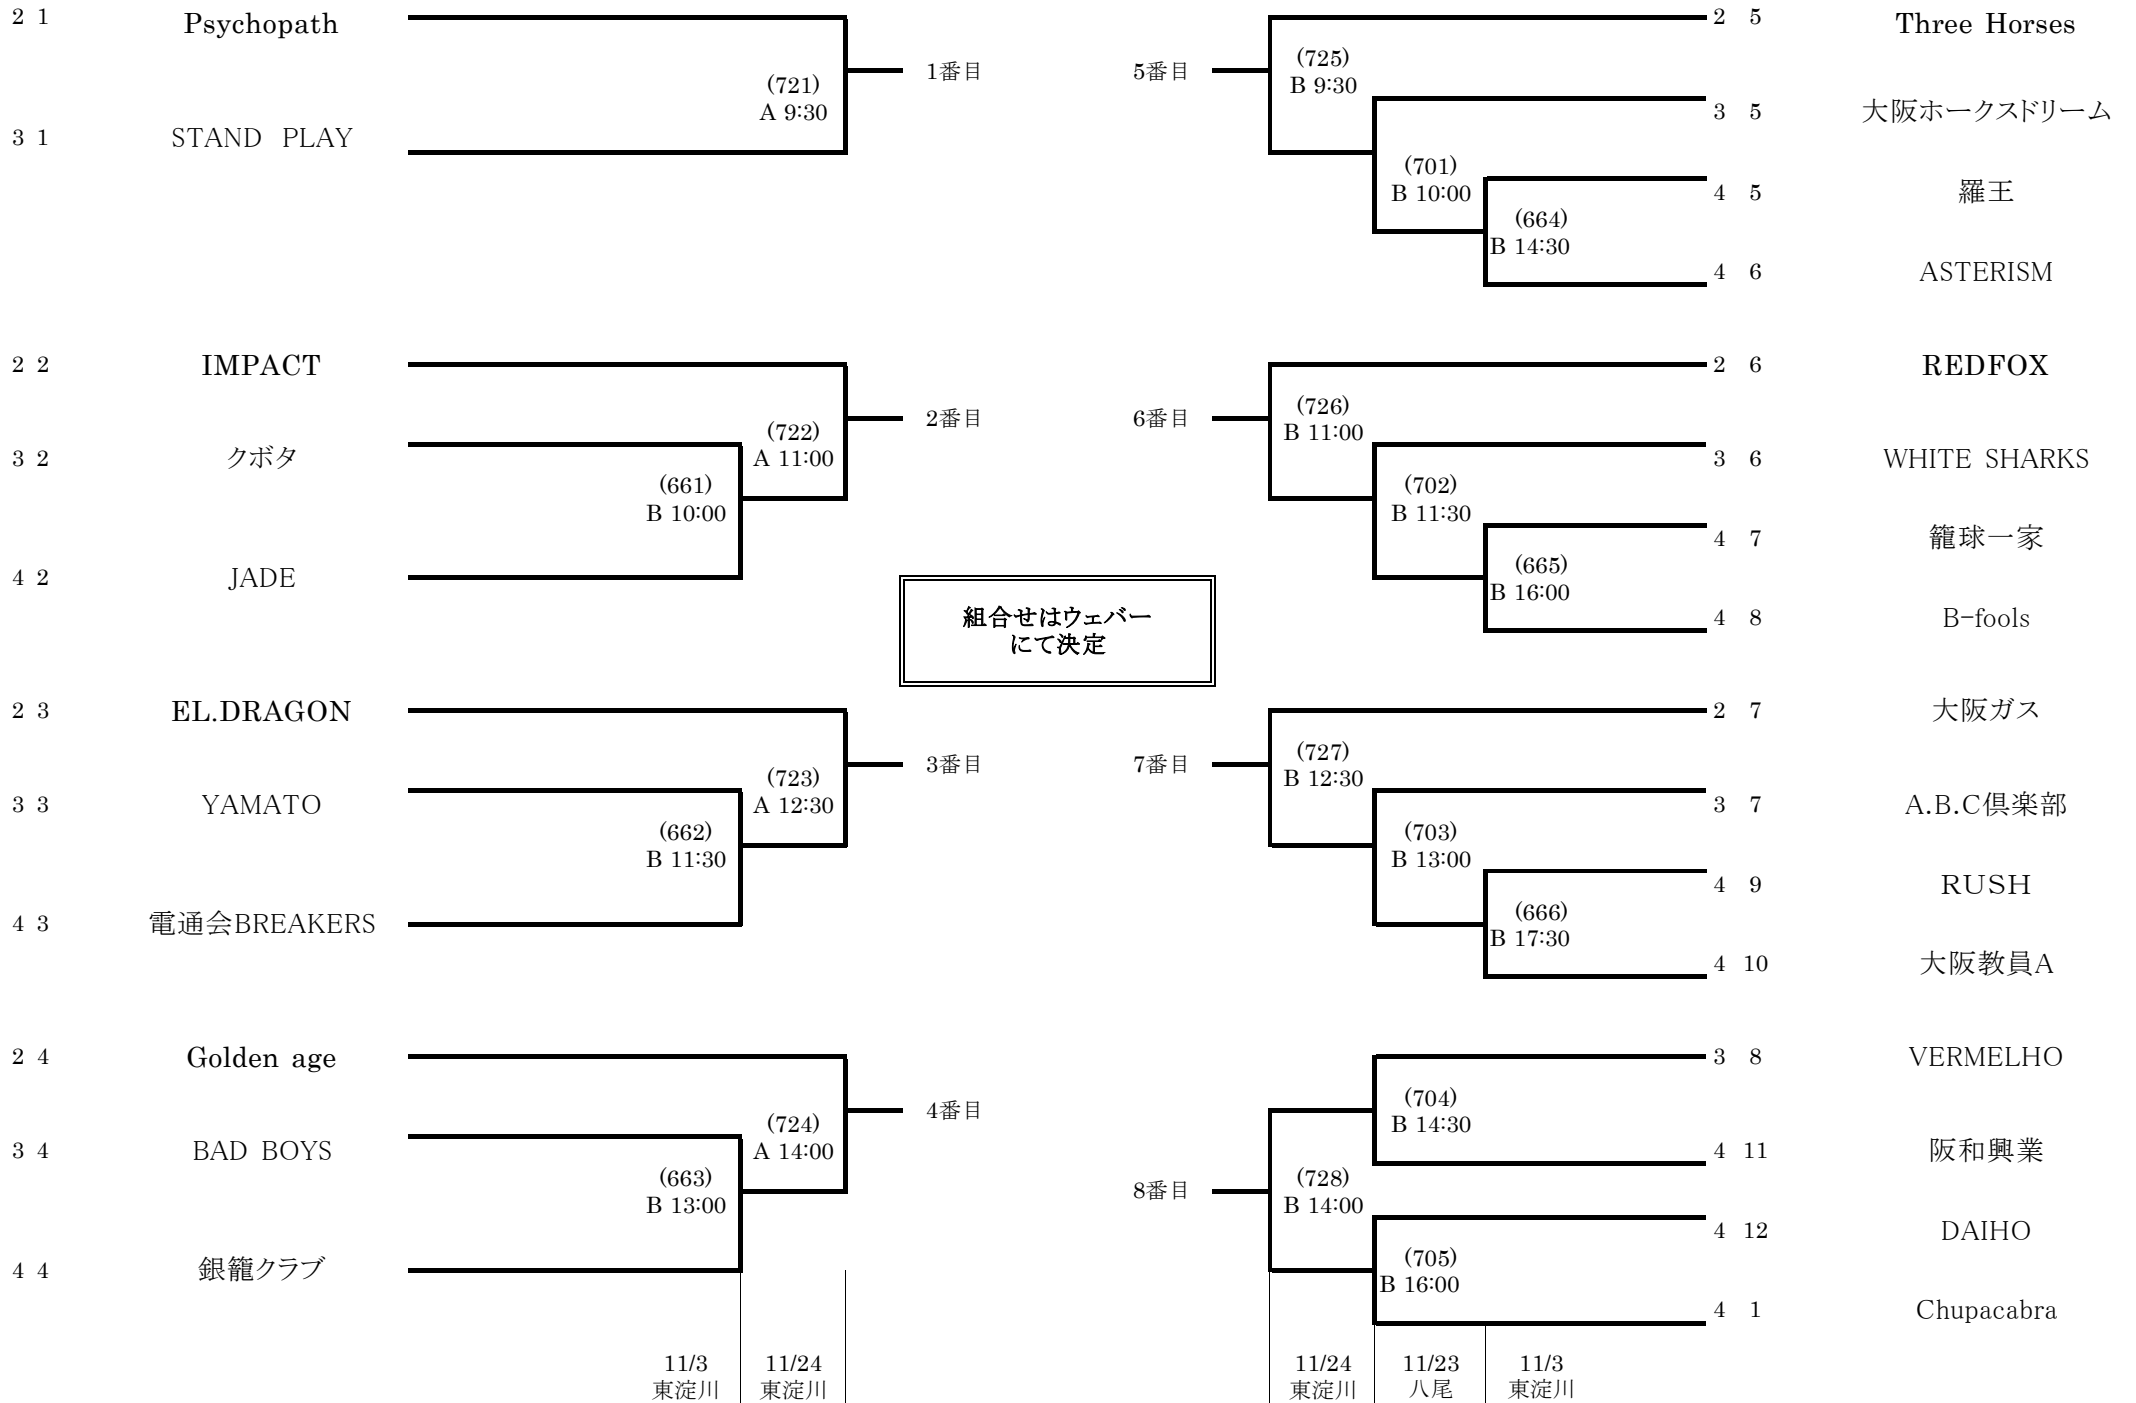 2 1 Psychopath
(721)
A 9:30
1番目
3 1 STAND PLAY
2 2 IMPACT
3 2 クボタ
(722)
A 11:00
2番目
(661)
B 10:00
4 2 JADE
2 3 EL.DRAGON
3 3 YAMATO
(723)
A 12:30
3番目
(662)
B 11:30
4 3 電通会BREAKERS
2 4 Golden age
3 4 BAD BOYS
(724)
A 14:00
4番目
(663)
B 13:00
4 4 銀籠クラブ
11/3
東淀川
11/24
東淀川
組合せはウェバー
にて決定
5番目
(725)
B 9:30
2 5 Three Horses
3 5 大阪ホークスドリーム
(701)
B 10:00
4 5 羅王
(664)
B 14:30
4 6 ASTERISM
6番目
(726)
B 11:00
2 6 REDFOX
3 6 WHITE SHARKS
(702)
B 11:30
4 7 籠球一家
(665)
B 16:00
4 8 B-fools
7番目
(727)
B 12:30
2 7 大阪ガス
3 7 A.B.C倶楽部
(703)
B 13:00
4 9 RUSH
(666)
B 17:30
4 10 大阪教員A
3 8 VERMELHO
(704)
B 14:30
4 11 阪和興業
8番目
(728)
B 14:00
4 12 DAIHO
(705)
B 16:00
4 1 Chupacabra
11/24
東淀川
11/23
八尾
11/3
東淀川